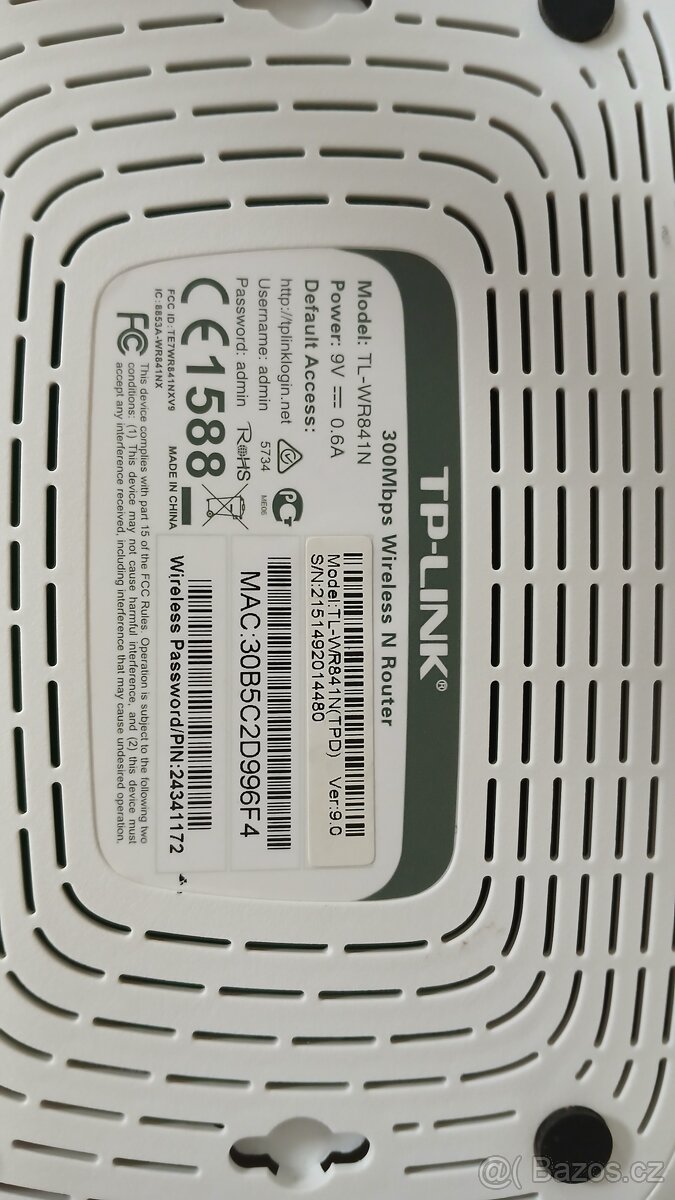 TP-LINK®
300Mbps Wireless N Router
Model: TL-WR841N
Power: 9V ⎓ 0.6A
Default Access:
http://tplinklogin.net
Username: admin
Password: admin
5734
ME06
RoHS
CE1588
FCC ID : TE7WR841NXV9
IC : 8853A-WR841NX
MADE IN CHINA
Model:TL-WR841N(TPD) Ver:9.0
S/N:2151492014480
MAC:30B5C2D996F4
Wireless Password/PIN:24341172
FC
This device complies with part 15 of the FCC Rules. Operation is subject to the following two
conditions: (1) This device may not cause harmful interference, and (2) this device must
accept any interference received, including interference that may cause undesired operation.
@( Bazos.cz